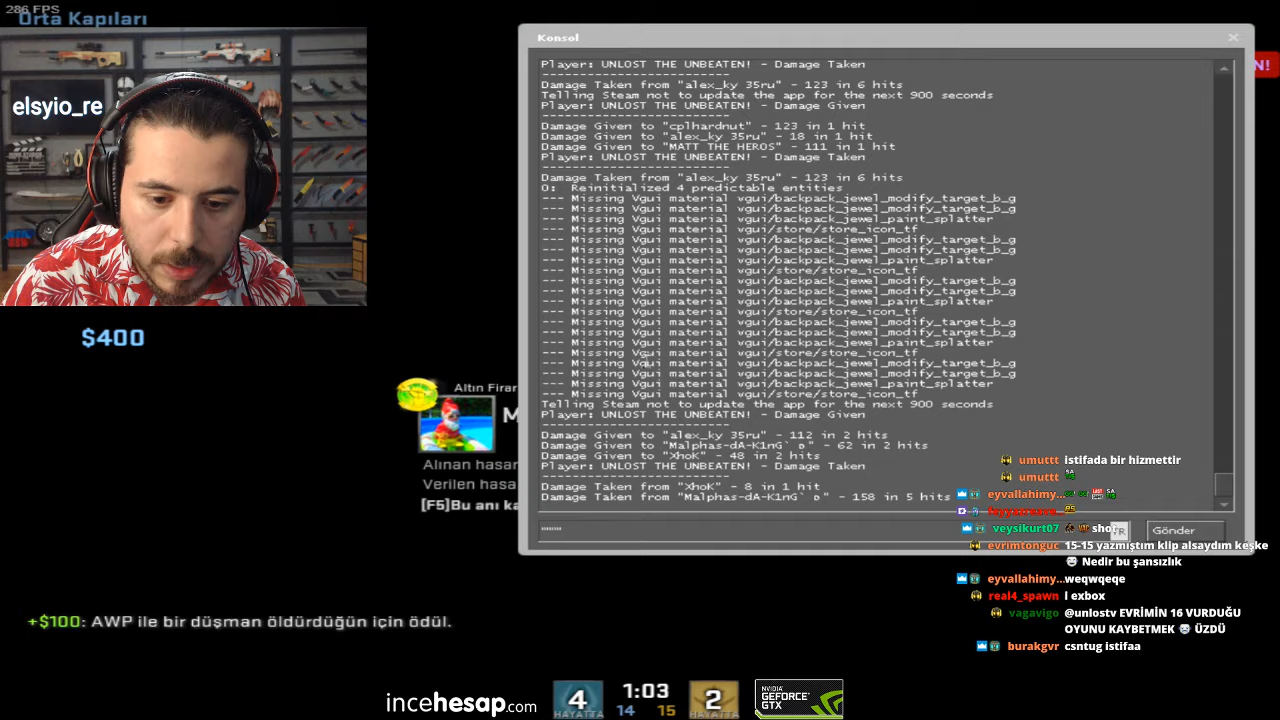 286 FPS
Orta Kapıları
elsyio_re
$400
Konsol
Player: UNLOST THE UNBEATEN! - Damage Taken
-------------------------
Damage Taken from "alex_ky 35ru" - 123 in 6 hits
Telling Steam not to update the app for the next 900 seconds
Player: UNLOST THE UNBEATEN! - Damage Given
-------------------------
Damage Given to "cplhardnut" - 123 in 1 hit
Damage Given to "alex_ky 35ru" - 18 in 1 hit
Damage Given to "MATT THE HEROS" - 111 in 1 hit
Player: UNLOST THE UNBEATEN! - Damage Taken
-------------------------
Damage Taken from "alex_ky 35ru" - 123 in 6 hits
0:  Reinitialized 4 predictable entities
--- Missing Vgui material vgui/backpack_jewel_modify_target_b_g
--- Missing Vgui material vgui/backpack_jewel_modify_target_b_g
--- Missing Vgui material vgui/backpack_jewel_paint_splatter
--- Missing Vgui material vgui/store/store_icon_tf
--- Missing Vgui material vgui/backpack_jewel_modify_target_b_g
--- Missing Vgui material vgui/backpack_jewel_modify_target_b_g
--- Missing Vgui material vgui/backpack_jewel_paint_splatter
--- Missing Vgui material vgui/store/store_icon_tf
--- Missing Vgui material vgui/backpack_jewel_modify_target_b_g
--- Missing Vgui material vgui/backpack_jewel_modify_target_b_g
--- Missing Vgui material vgui/backpack_jewel_paint_splatter
--- Missing Vgui material vgui/store/store_icon_tf
--- Missing Vgui material vgui/backpack_jewel_modify_target_b_g
--- Missing Vgui material vgui/backpack_jewel_modify_target_b_g
--- Missing Vgui material vgui/backpack_jewel_paint_splatter
--- Missing Vgui material vgui/store/store_icon_tf
--- Missing Vgui material vgui/backpack_jewel_modify_target_b_g
--- Missing Vgui material vgui/backpack_jewel_modify_target_b_g
--- Missing Vgui material vgui/backpack_jewel_paint_splatter
--- Missing Vgui material vgui/store/store_icon_tf
Telling Steam not to update the app for the next 900 seconds
Player: UNLOST THE UNBEATEN! - Damage Given
-------------------------
Damage Given to "alex_ky 35ru" - 112 in 2 hits
Damage Given to "Malphas-dA-K1nG` ס" - 62 in 2 hits
Damage Given to "XhoK" - 48 in 2 hits
Player: UNLOST THE UNBEATEN! - Damage Taken
-------------------------
Damage Taken from "XhoK" - 8 in 1 hit
Damage Taken from "Malphas-dA-K1nG` ס" - 158 in 5 hits
"""""""
Gönder
N!
Altın Firar
M
Alınan hasar
Verilen hasa
[F5]Bu anı ka
umuttt istifada bir hizmettir
umuttt
eyvallahimy...
veysikurt07 shot
evrimtonguc 15-15 yazmıştım klip alsaydım keşke
Nedir bu şansızlık
eyvallahimy... weqwqeqe
real4_spawn l exbox
vagavigo @unlostv EVRİMİN 16 VURDUĞU
OYUNU KAYBETMEK ÜZDÜ
burakgvr csntug istifaa
+$100: AWP ile bir düşman öldürdüğün için ödül.
incehesap.com
4 1:03 2
HAYATTA 14 15 HAYATTA
NVIDIA
GEFORCE
GTX